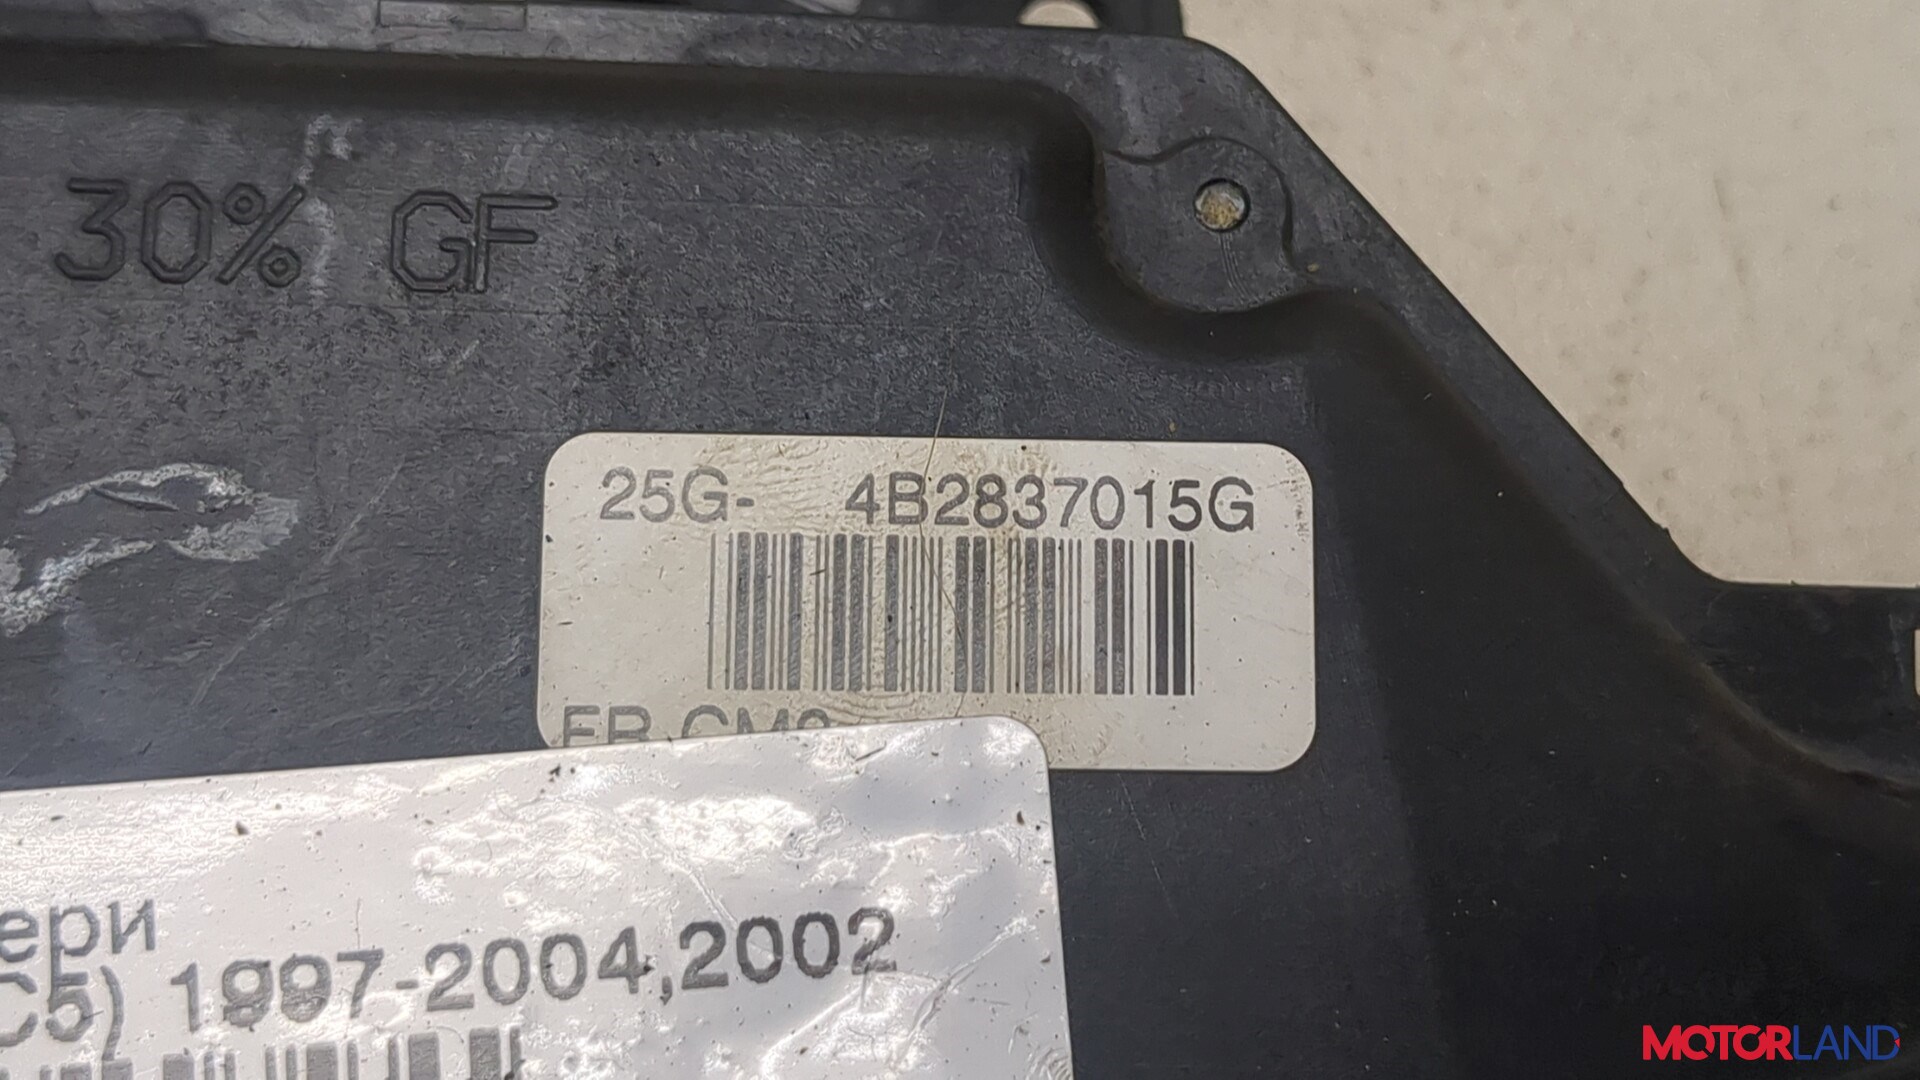 30% GF
25G- 4B2837015G
ери
C5) 1997-2004,2002
MOTORLAND